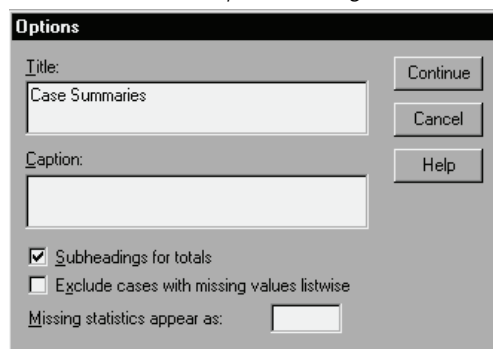 Options
Title:
Continue
Case Summaries
Cancel
Caption:
Help
Subheadings for totals
Exclude cases with missing values listwise
Missing statistics appear as: